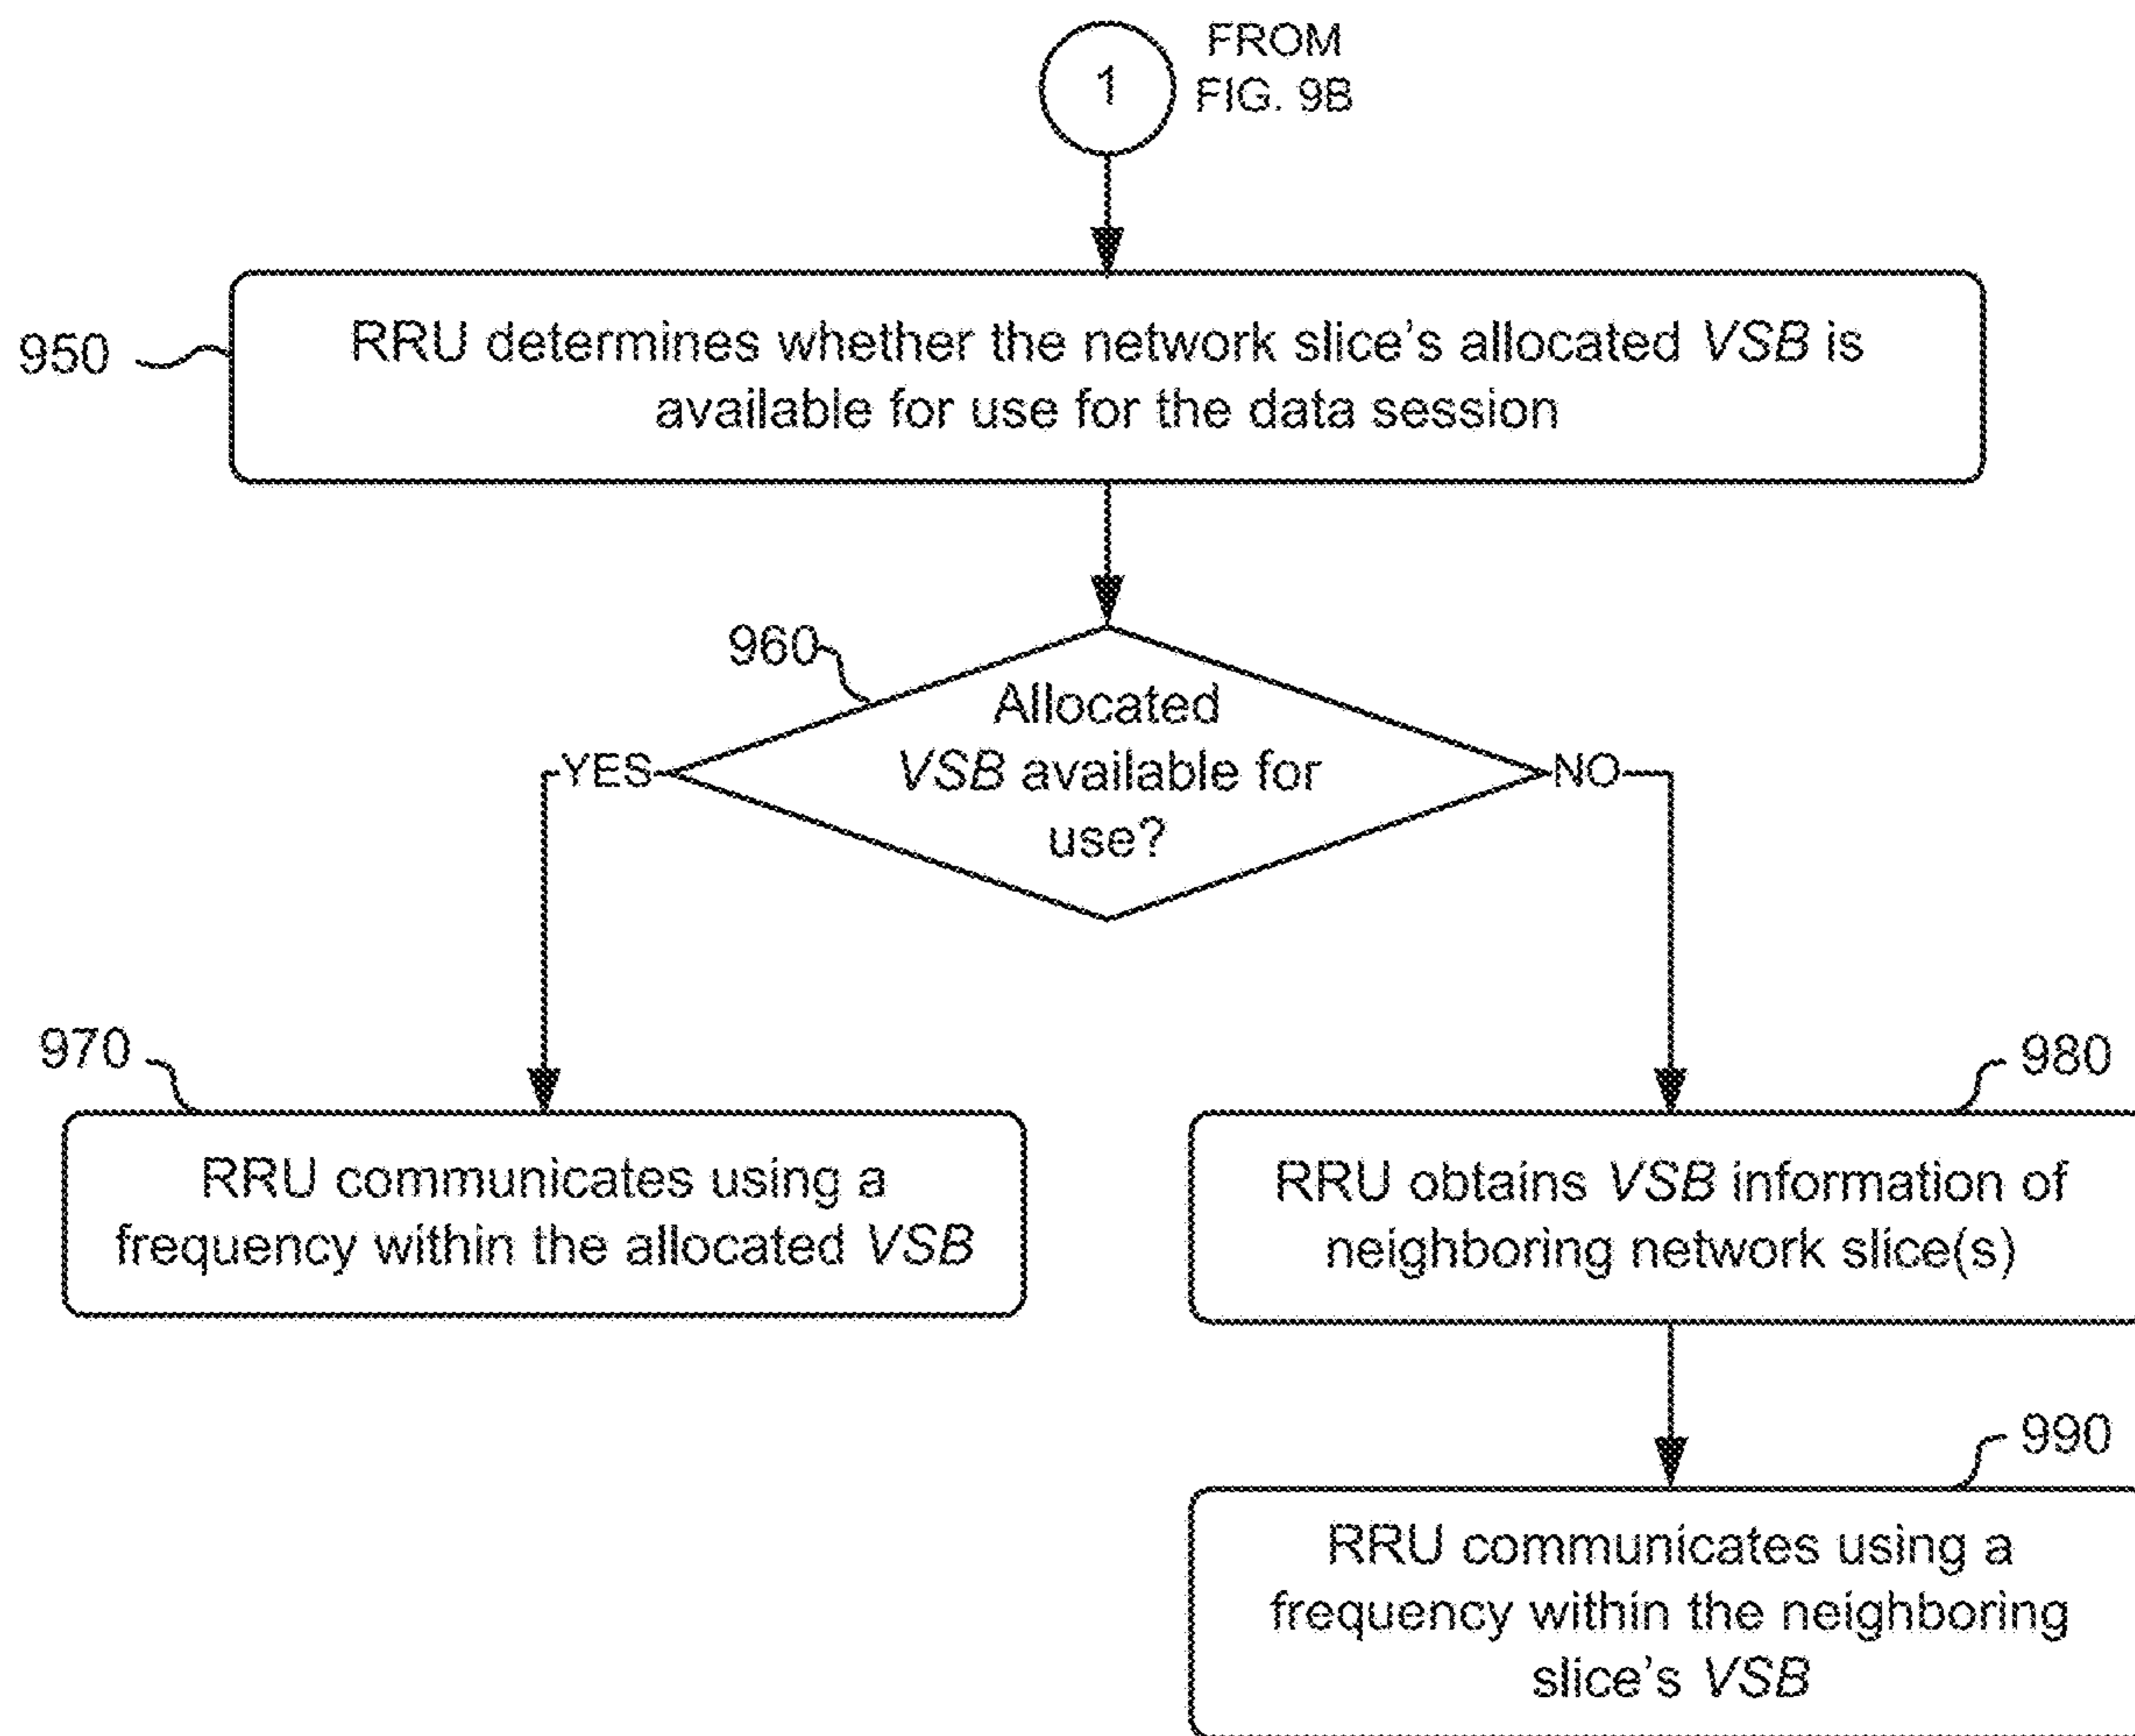 1
FROM
FIG. 9B
950
RRU determines whether the network slice's allocated VSB is
available for use for the data session
960
Allocated
VSB available for
use?
YES
NO
970
RRU communicates using a
frequency within the allocated VSB
980
RRU obtains VSB information of
neighboring network slice(s)
990
RRU communicates using a
frequency within the neighboring
slice's VSB